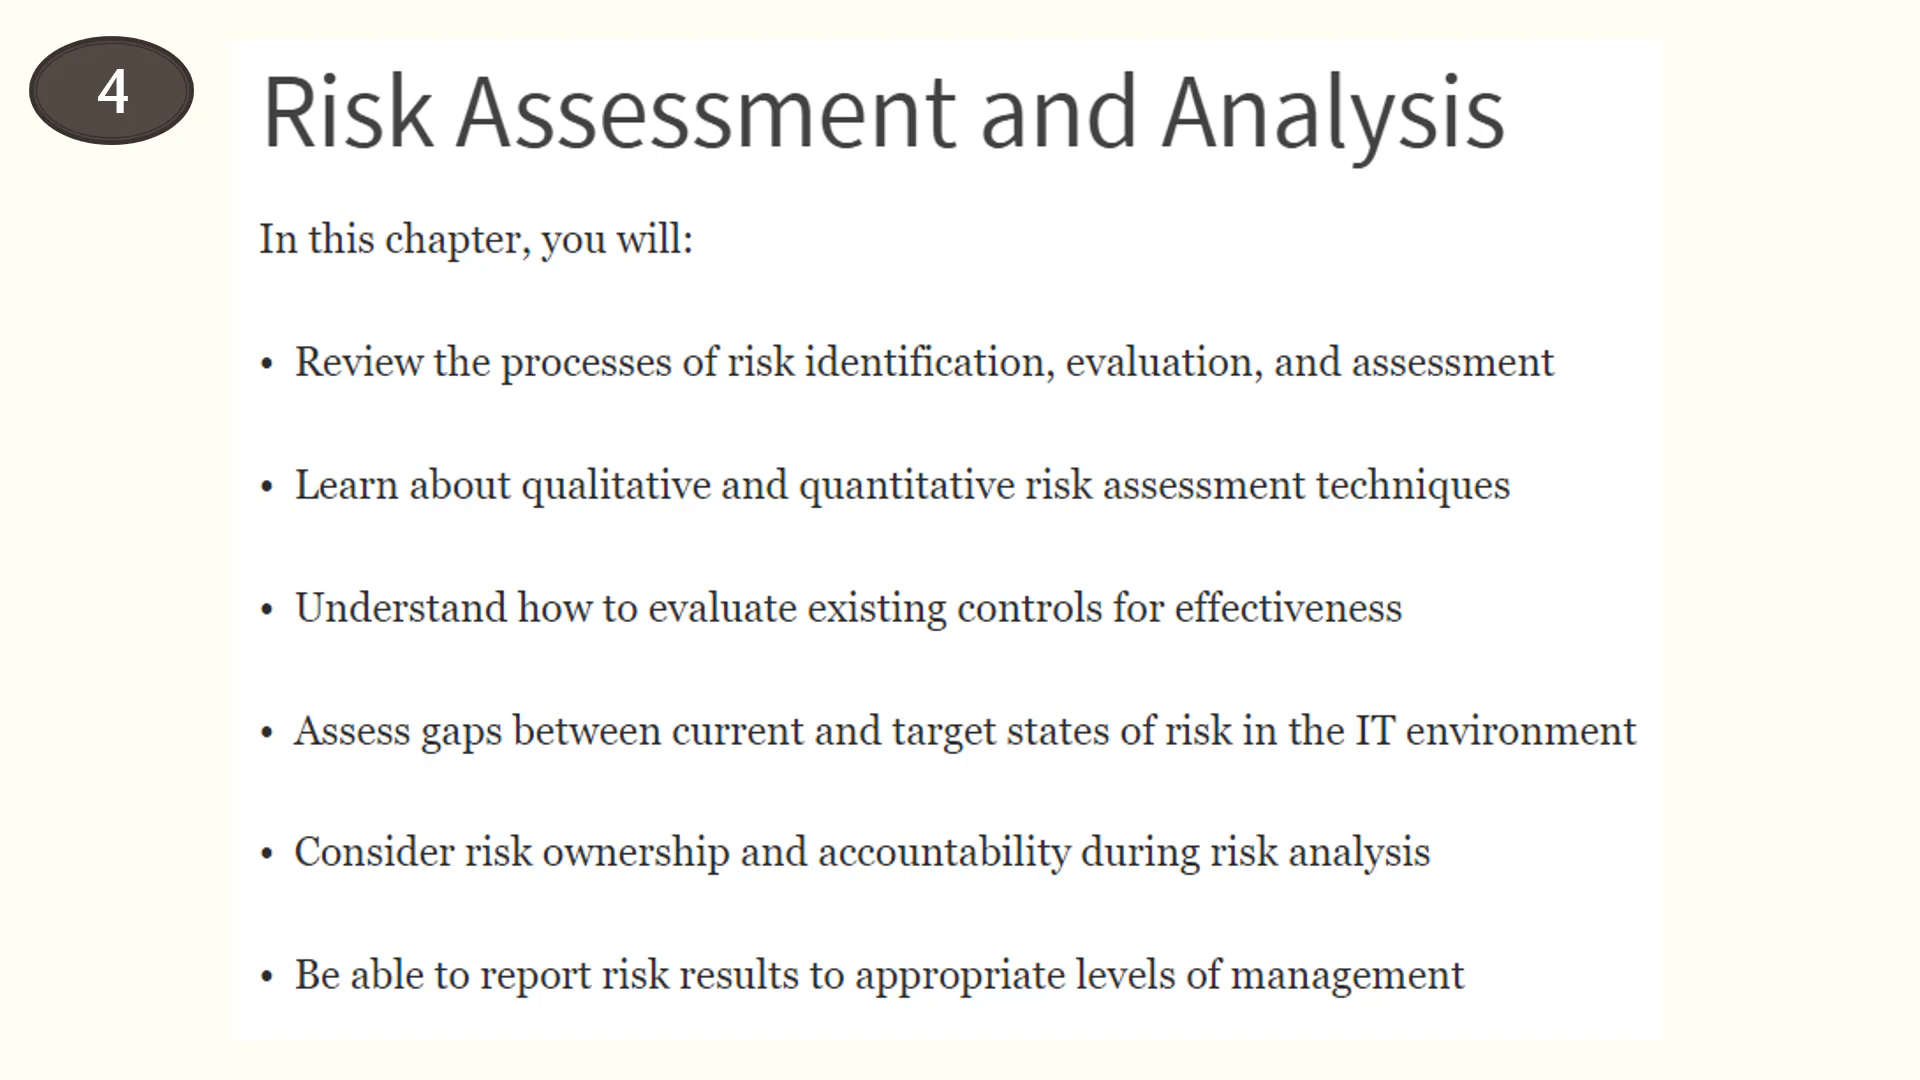 4
Risk Assessment and Analysis
In this chapter, you will:
• Review the processes of risk identification, evaluation, and assessment
• Learn about qualitative and quantitative risk assessment techniques
• Understand how to evaluate existing controls for effectiveness
• Assess gaps between current and target states of risk in the IT environment
• Consider risk ownership and accountability during risk analysis
• Be able to report risk results to appropriate levels of management